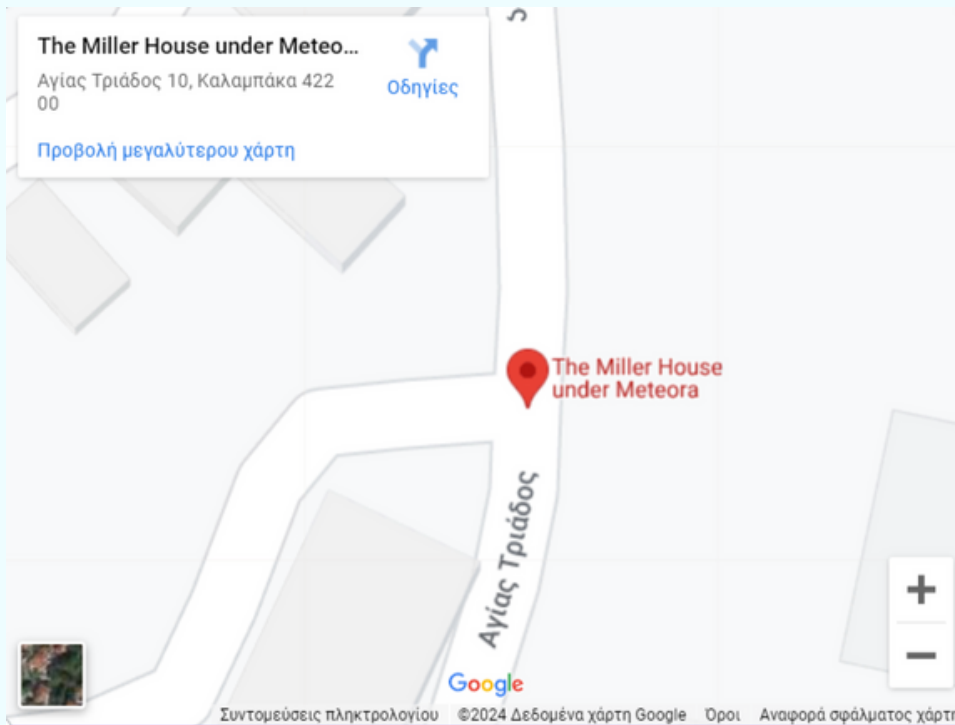 The Miller House under Meteo...
Αγίας Τριάδος 10, Καλαμπάκα 422
00
Οδηγίες
Προβολή μεγαλύτερου χάρτη
The Miller House
under Meteora
Αγίας Τριάδος
Google
Συντομεύσεις πληκτρολογίου ©2024 Δεδομένα χάρτη Google Όροι Αναφορά σφάλματος χάρτη